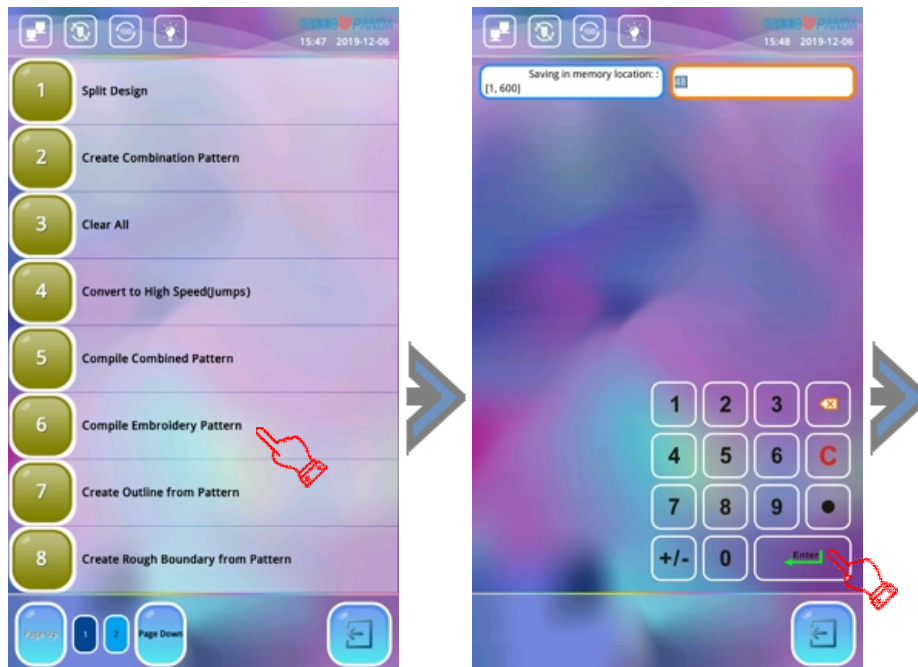 PANDA
15:47 2019-12-06
1 Split Design
2 Create Combination Pattern
3 Clear All
4 Convert to High Speed(Jumps)
5 Compile Combined Pattern
6 Compile Embroidery Pattern
7 Create Outline from Pattern
8 Create Rough Boundary from Pattern
Page Up 1 2 Page Down
PANDA
15:48 2019-12-06
Saving in memory location: :
[1, 600]
48
1 2 3
4 5 6 C
7 8 9 ●
+/- 0 Enter